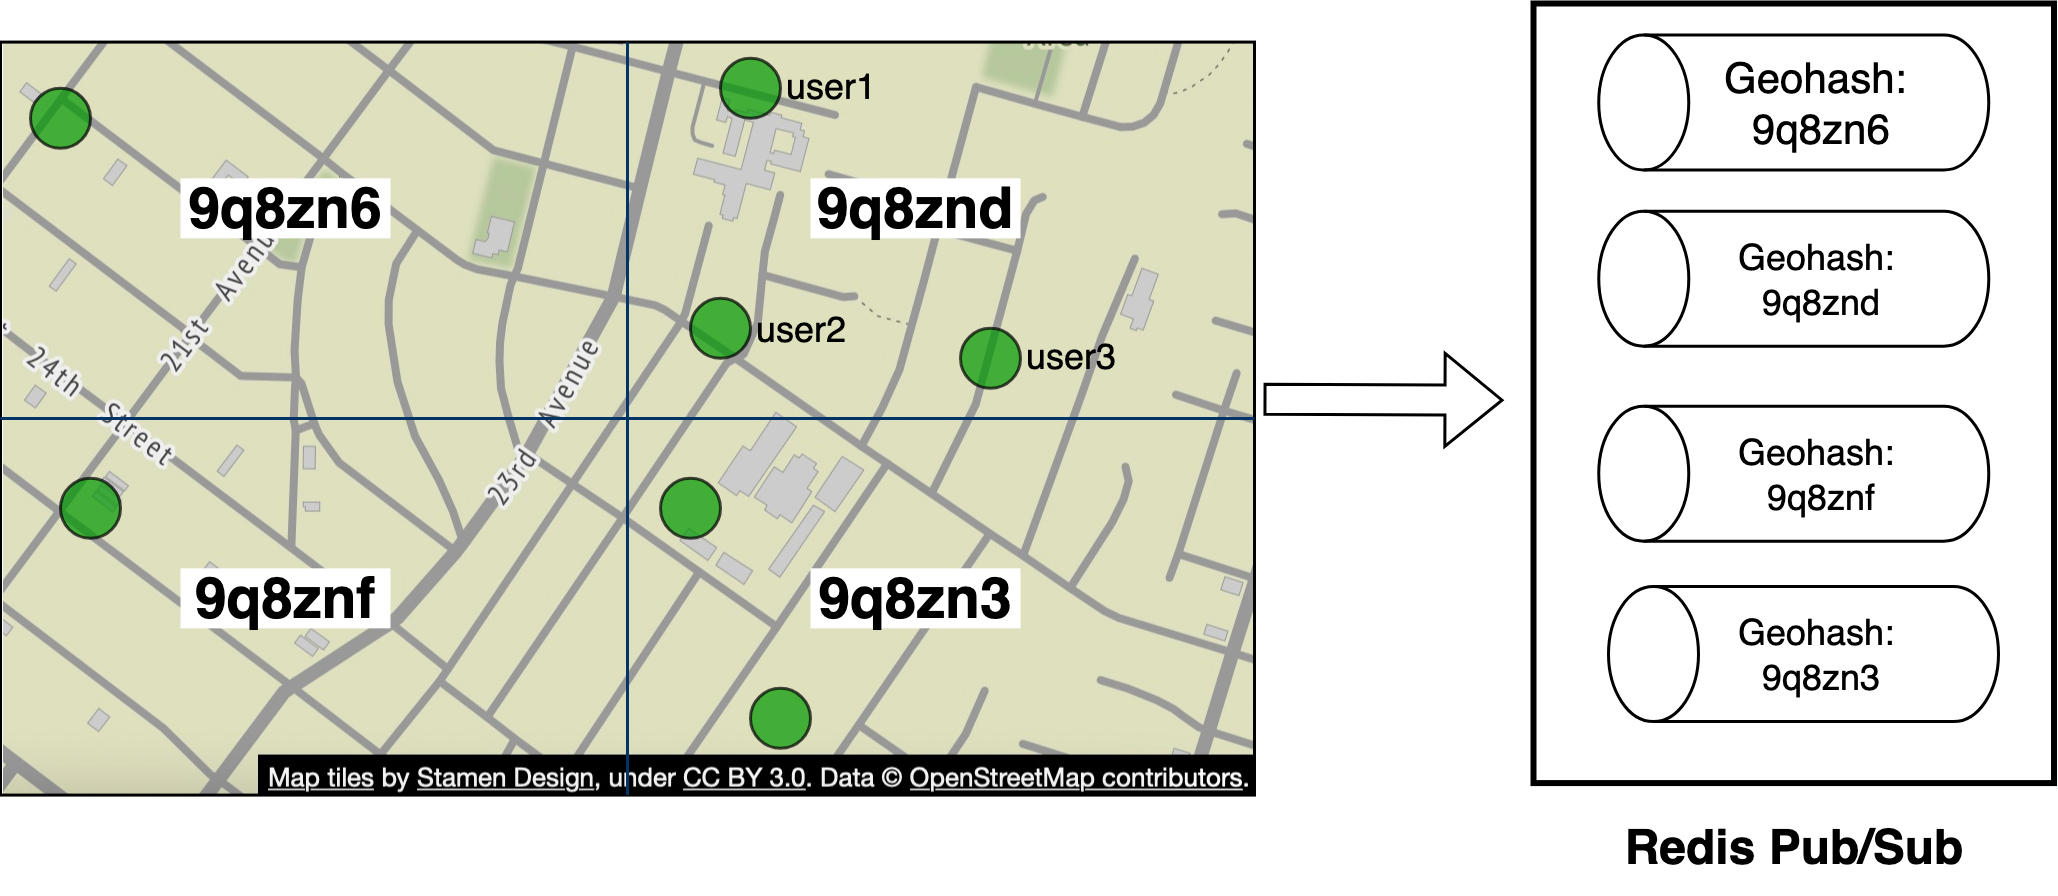 user1
9q8zn6
9q8znd
Avenu
21st
user2
user3
24th
Street
23rd Avenue
9q8znf
9q8zn3
Map tiles by Stamen Design, under CC BY 3.0. Data © OpenStreetMap contributors.
Geohash:
9q8zn6
Geohash:
9q8znd
Geohash:
9q8znf
Geohash:
9q8zn3
Redis Pub/Sub